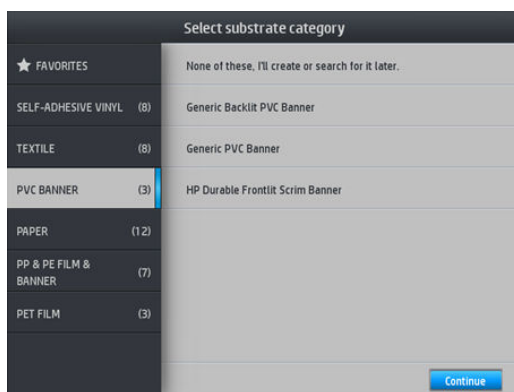 Select substrate category
FAVORITES
SELF-ADHESIVE VINYL (8)
TEXTILE (8)
PVC BANNER (3)
PAPER (12)
PP & PE FILM &
BANNER (7)
PET FILM (3)
None of these, I'll create or search for it later.
Generic Backlit PVC Banner
Generic PVC Banner
HP Durable Frontlit Scrim Banner
Continue